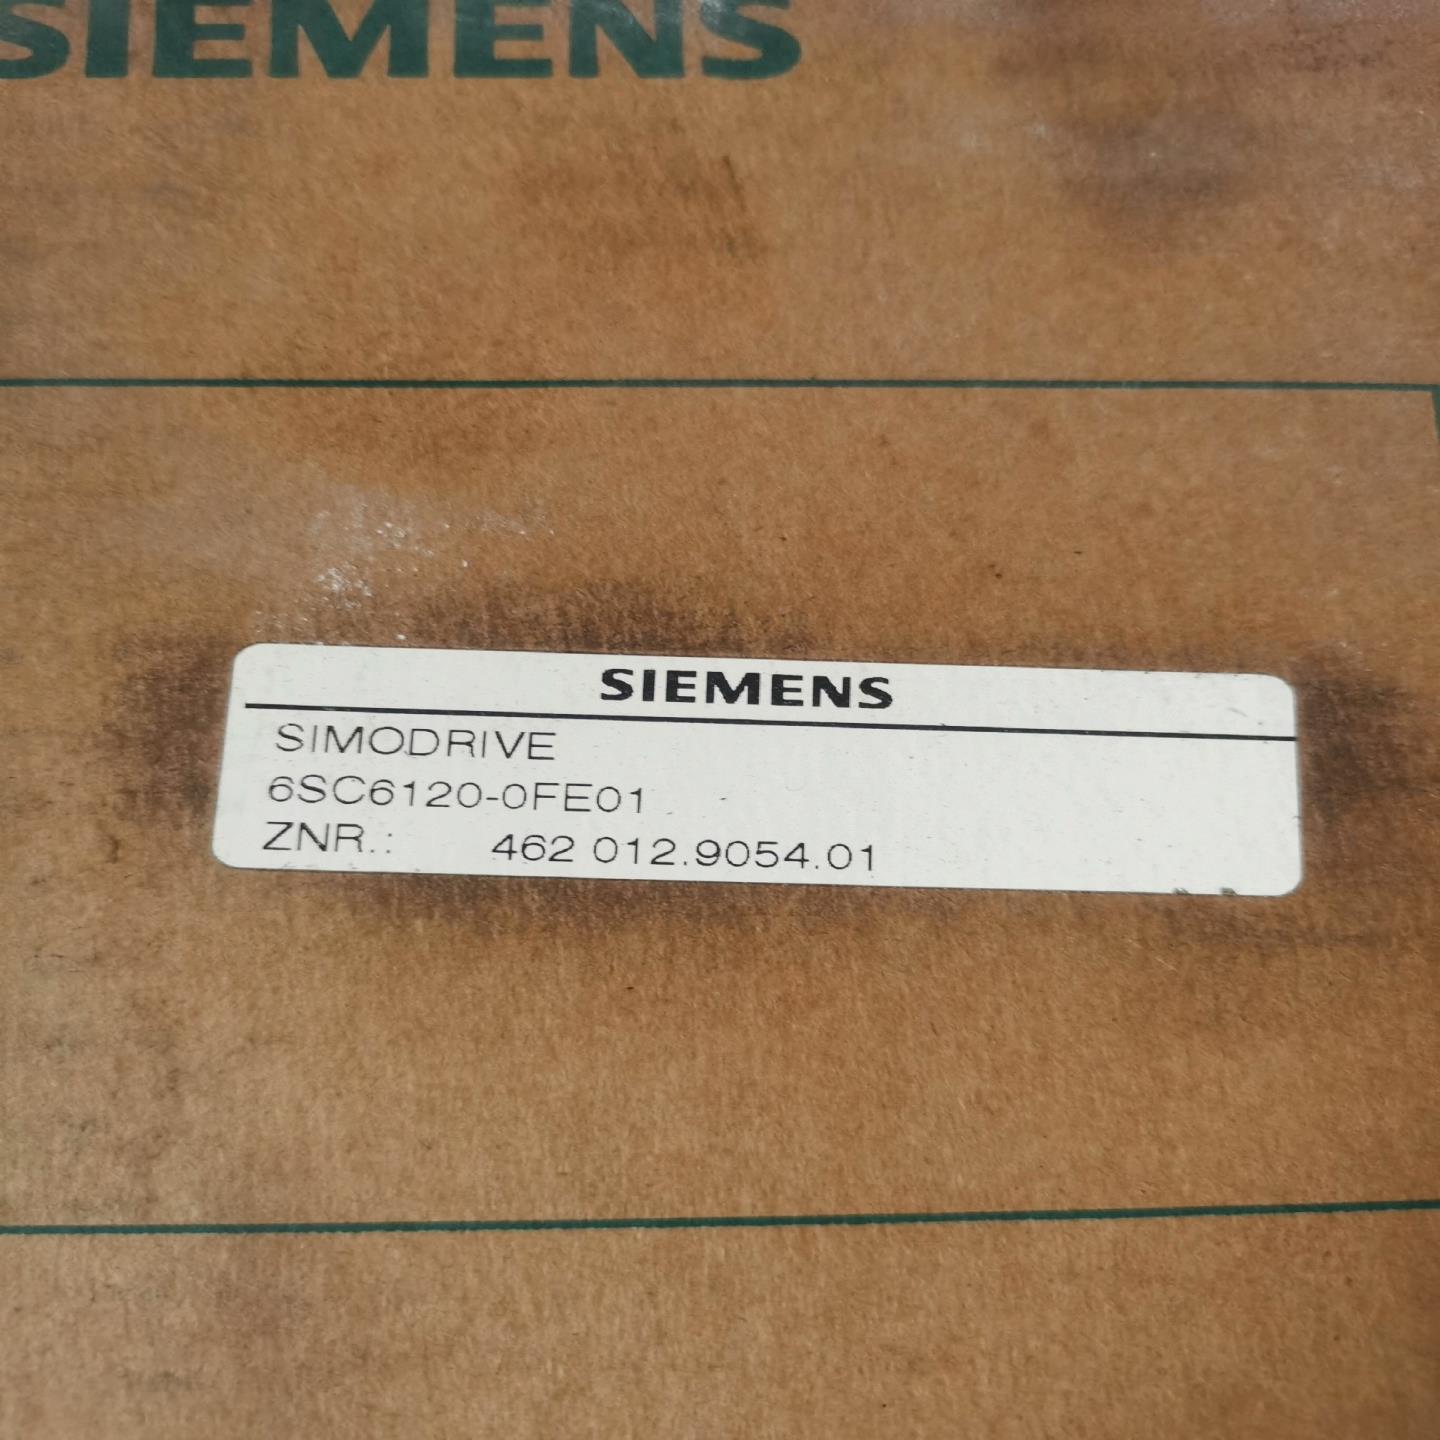 SIEMENS
SIEMENS
SIMODRIVE
6SC6120-0FE01
ZNR.: 462 012.9054.01